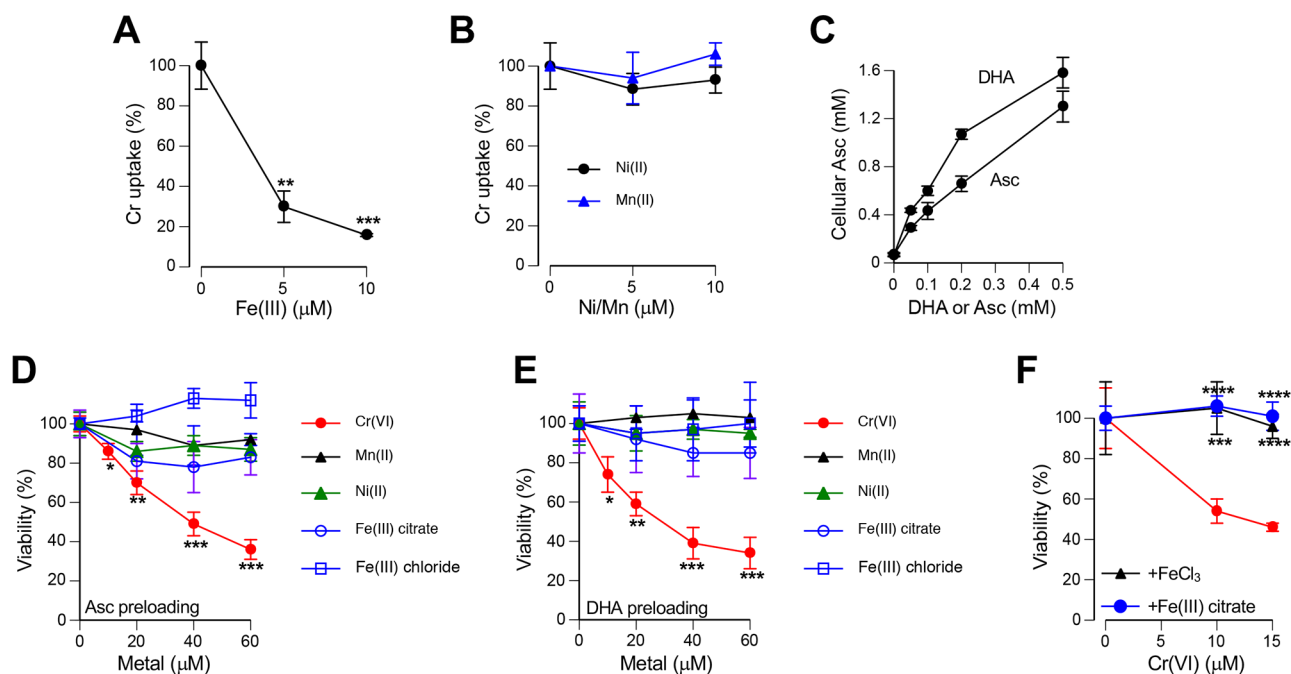 A
Cr uptake (%)
120
100
80
60
40
20
0
**
***
0
5
10
Fe(III) (μM)
B
Cr uptake (%)
120
100
80
60
40
20
0
Ni(II)
Mn(II)
0
5
10
Ni/Mn (μM)
C
Cellular Asc (mM)
1.6
1.2
0.8
0.4
0
DHA
Asc
0
0.1
0.2
0.3
0.4
0.5
DHA or Asc (mM)
D
Viability (%)
100
80
60
40
20
0
*
**
***
***
Asc preloading
0
20
40
60
Metal (μM)
Cr(VI)
Mn(II)
Ni(II)
Fe(III) citrate
Fe(III) chloride
E
Viability (%)
100
80
60
40
20
0
*
**
***
***
DHA preloading
0
20
40
60
Metal (μM)
Cr(VI)
Mn(II)
Ni(II)
Fe(III) citrate
Fe(III) chloride
F
Viability (%)
100
80
60
40
20
0
****
****
***
****
+FeCl₃
+Fe(III) citrate
0
5
10
15
Cr(VI) (μM)